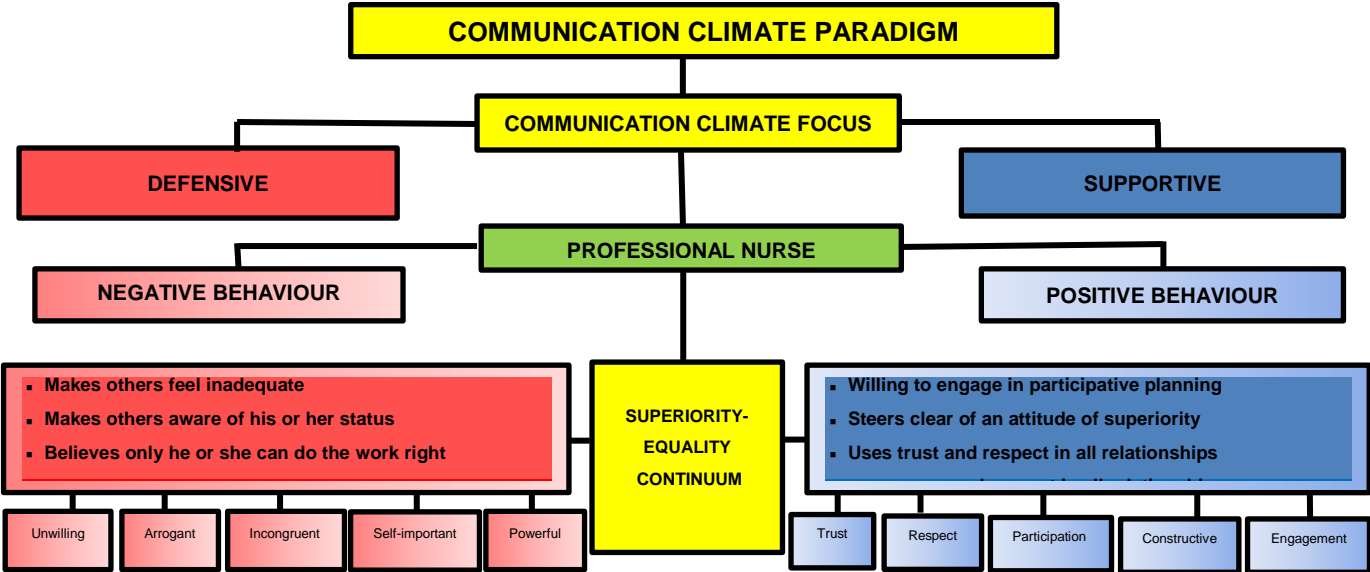 COMMUNICATION CLIMATE PARADIGM
COMMUNICATION CLIMATE FOCUS
DEFENSIVE
SUPPORTIVE
PROFESSIONAL NURSE
NEGATIVE BEHAVIOUR
POSITIVE BEHAVIOUR
▪ Makes others feel inadequate
▪ Makes others aware of his or her status
▪ Believes only he or she can do the work right
SUPERIORITY-
EQUALITY
CONTINUUM
▪ Willing to engage in participative planning
▪ Steers clear of an attitude of superiority
▪ Uses trust and respect in all relationships
Unwilling
Arrogant
Incongruent
Self-important
Powerful
Trust
Respect
Participation
Constructive
Engagement